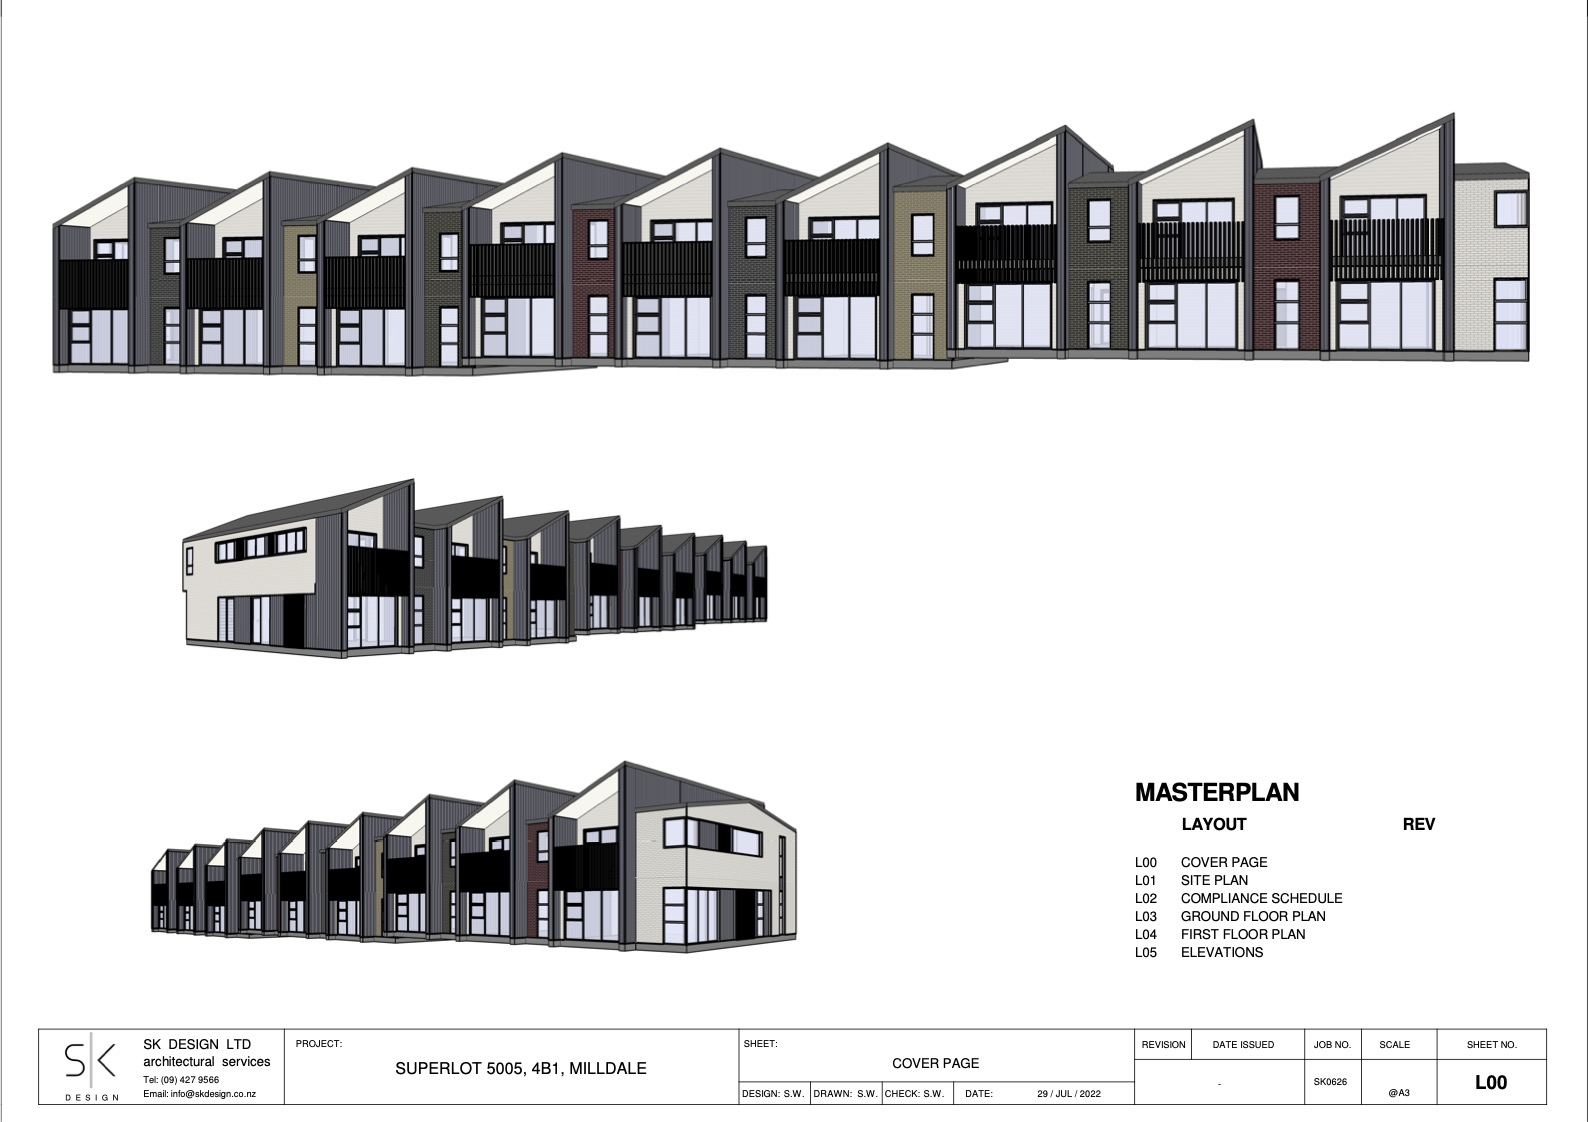 MASTERPLAN
LAYOUT REV
L00 COVER PAGE
L01 SITE PLAN
L02 COMPLIANCE SCHEDULE
L03 GROUND FLOOR PLAN
L04 FIRST FLOOR PLAN
L05 ELEVATIONS
SK
DESIGN
SK DESIGN LTD
architectural services
Tel: (09) 427 9566
Email: info@skdesign.co.nz
PROJECT:
SUPERLOT 5005, 4B1, MILLDALE
SHEET:
COVER PAGE
DESIGN: S.W. DRAWN: S.W. CHECK: S.W. DATE: 29 / JUL / 2022
REVISION DATE ISSUED JOB NO. SCALE SHEET NO.
- SK0626 @A3 L00